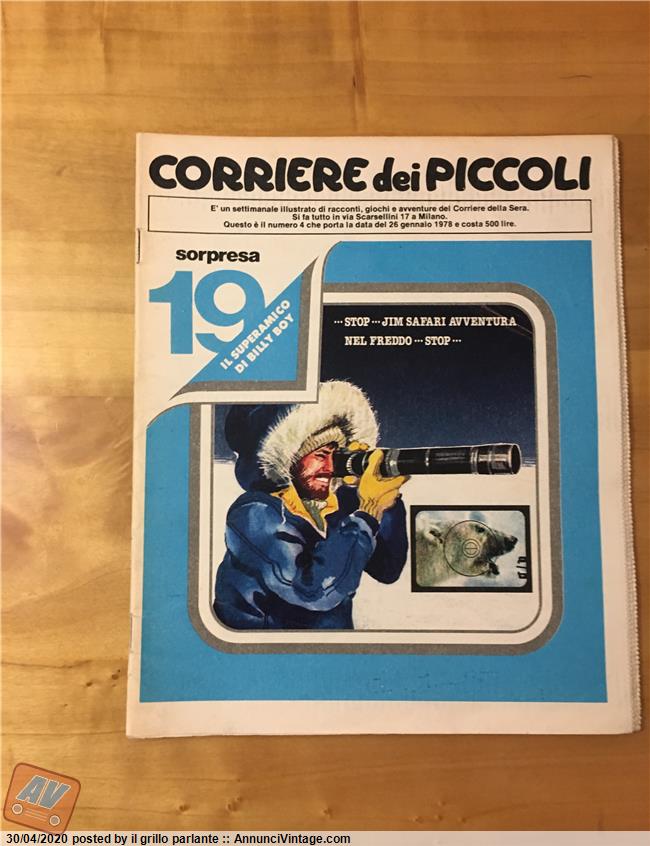 CORRIERE dei PICCOLI
E' un settimanale illustrato di racconti, giochi e avventure del Corriere della Sera.
Si fa tutto in via Scarsellini 17 a Milano.
Questo è il numero 4 che porta la data del 26 gennaio 1978 e costa 500 lire.
sorpresa
19
IL SUPERAMICO
DI BILLY BOY
... STOP ... JIM SAFARI AVVENTURA
NEL FREDDO ... STOP ...
AV
30/04/2020 posted by il grillo parlante :: AnnunciVintage.com